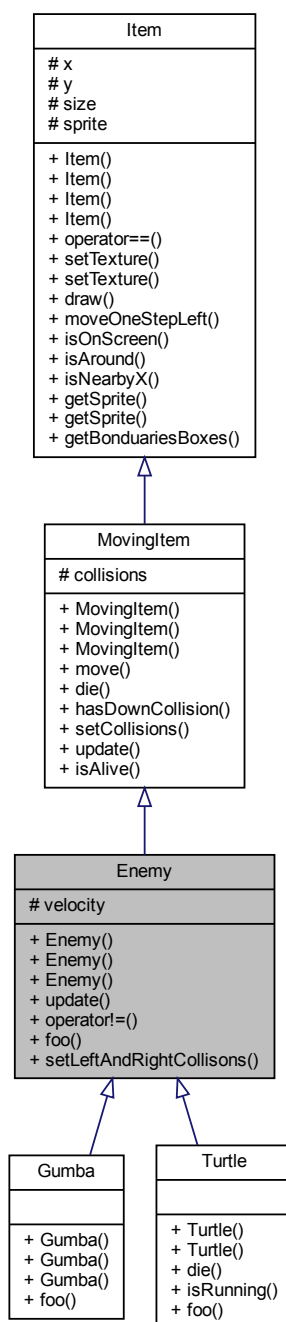 Item
# x
# y
# size
# sprite
+ Item()
+ Item()
+ Item()
+ Item()
+ operator==()
+ setTexture()
+ setTexture()
+ draw()
+ moveOneStepLeft()
+ isOnScreen()
+ isAround()
+ isNearbyX()
+ getSprite()
+ getSprite()
+ getBonduariesBoxes()
MovingItem
# collisions
+ MovingItem()
+ MovingItem()
+ MovingItem()
+ move()
+ die()
+ hasDownCollision()
+ setCollisions()
+ update()
+ isAlive()
Enemy
# velocity
+ Enemy()
+ Enemy()
+ Enemy()
+ update()
+ operator!=()
+ foo()
+ setLeftAndRightCollisons()
Gumba
+ Gumba()
+ Gumba()
+ Gumba()
+ foo()
Turtle
+ Turtle()
+ Turtle()
+ die()
+ isRunning()
+ foo()